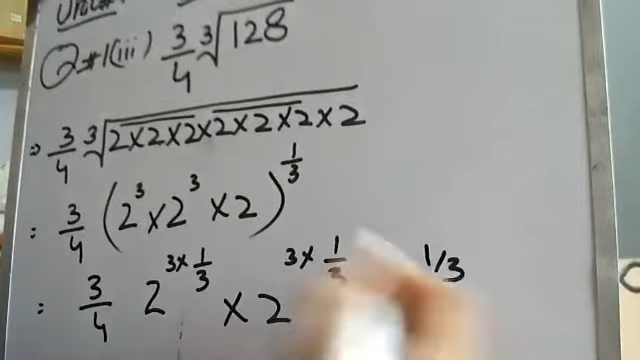 Q#1(iii) 3/4 ∛128
⇒ 3/4 ∛2×2×2×2×2×2×2
: 3/4 (2³×2³×2)^1/3
: 3/4 2^3×1/3 × 2^3×1/3 1/3